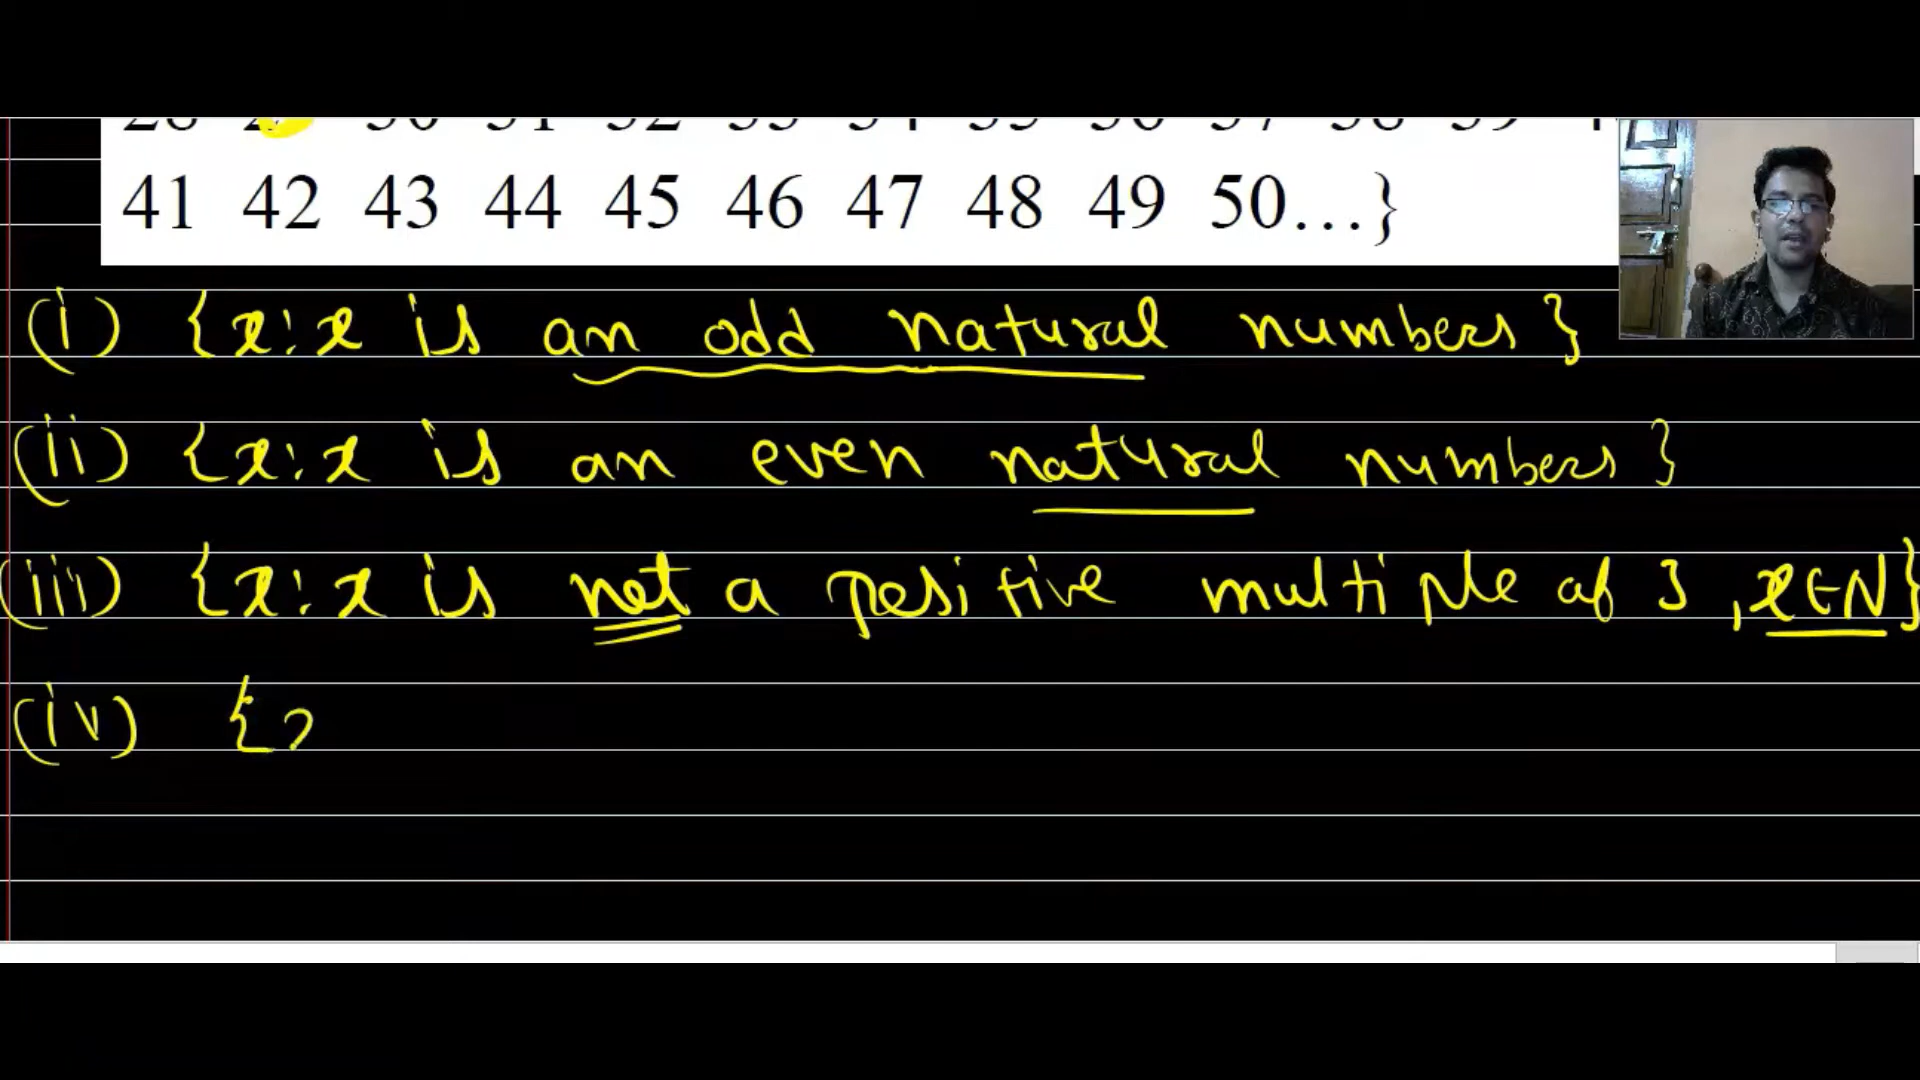 41 42 43 44 45 46 47 48 49 50...}
(i) {x : x is an odd natural numbers}
(ii) {x : x is an even natural numbers}
(iii) {x : x is not a positive multiple of 3, x∈N}
(iv) {